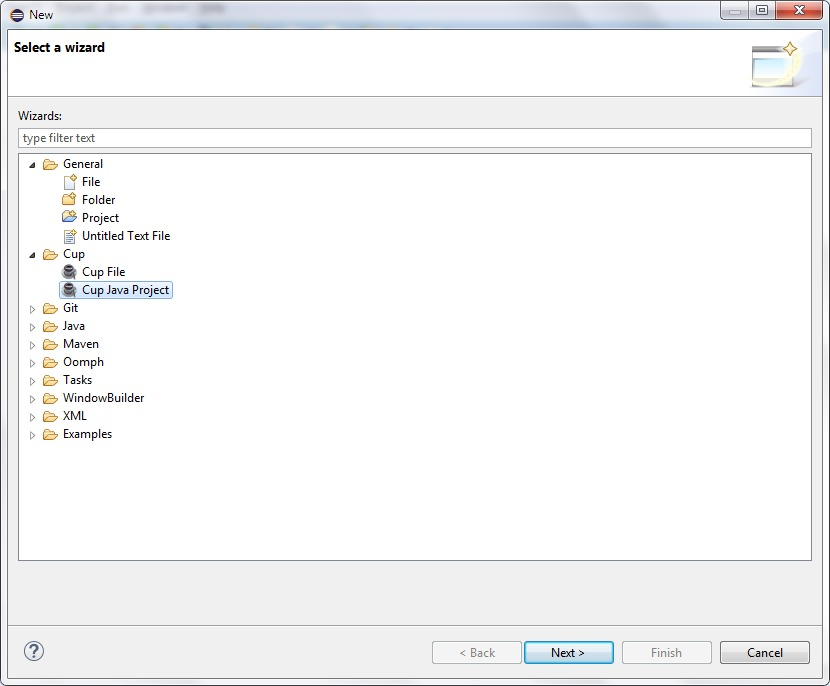 New
Select a wizard
Wizards:
type filter text
General
File
Folder
Project
Untitled Text File
Cup
Cup File
Cup Java Project
Git
Java
Maven
Oomph
Tasks
WindowBuilder
XML
Examples
?
< Back
Next >
Finish
Cancel